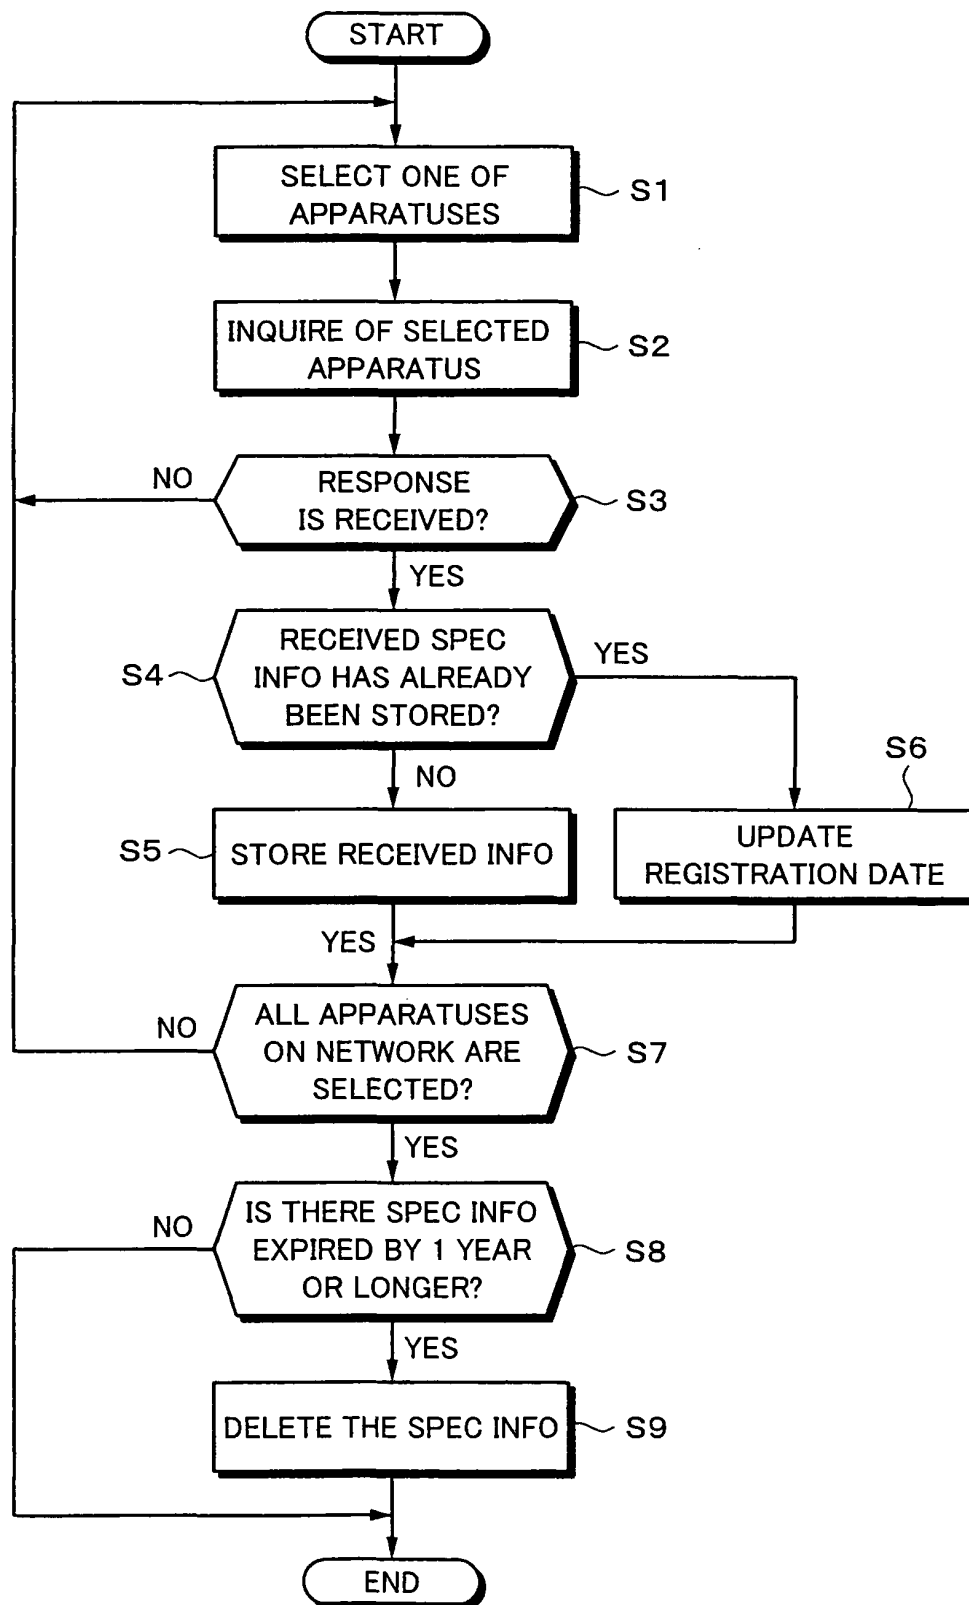 START
SELECT ONE OF
APPARATUSES
S1
INQUIRE OF SELECTED
APPARATUS
S2
NO
RESPONSE
IS RECEIVED?
S3
YES
S4
RECEIVED SPEC
INFO HAS ALREADY
BEEN STORED?
YES
NO
S6
S5
STORE RECEIVED INFO
UPDATE
REGISTRATION DATE
YES
NO
ALL APPARATUSES
ON NETWORK ARE
SELECTED?
S7
YES
NO
IS THERE SPEC INFO
EXPIRED BY 1 YEAR
OR LONGER?
S8
YES
DELETE THE SPEC INFO
S9
END